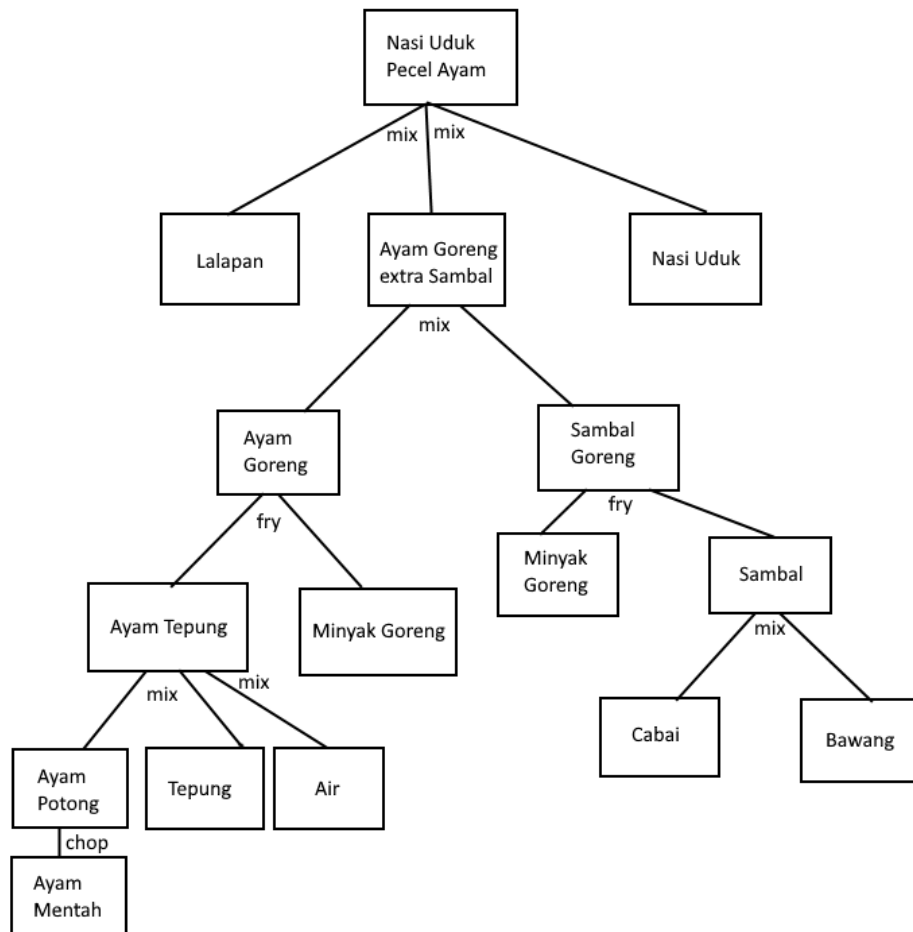 Nasi Uduk
Pecel Ayam
mix mix
Lalapan
Ayam Goreng
extra Sambal
Nasi Uduk
mix
Ayam
Goreng
Sambal
Goreng
fry
fry
Minyak
Goreng
Sambal
Ayam Tepung
Minyak Goreng
mix
mix
mix
Cabai
Bawang
Ayam
Potong
Tepung
Air
chop
Ayam
Mentah